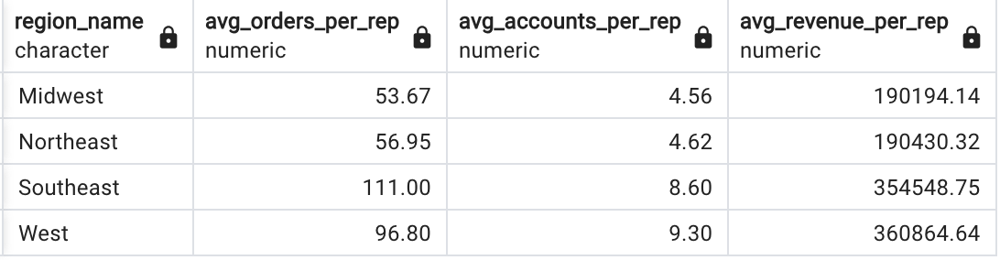 region_name avg_orders_per_rep avg_accounts_per_rep avg_revenue_per_rep
character numeric numeric numeric
Midwest 53.67 4.56 190194.14
Northeast 56.95 4.62 190430.32
Southeast 111.00 8.60 354548.75
West 96.80 9.30 360864.64